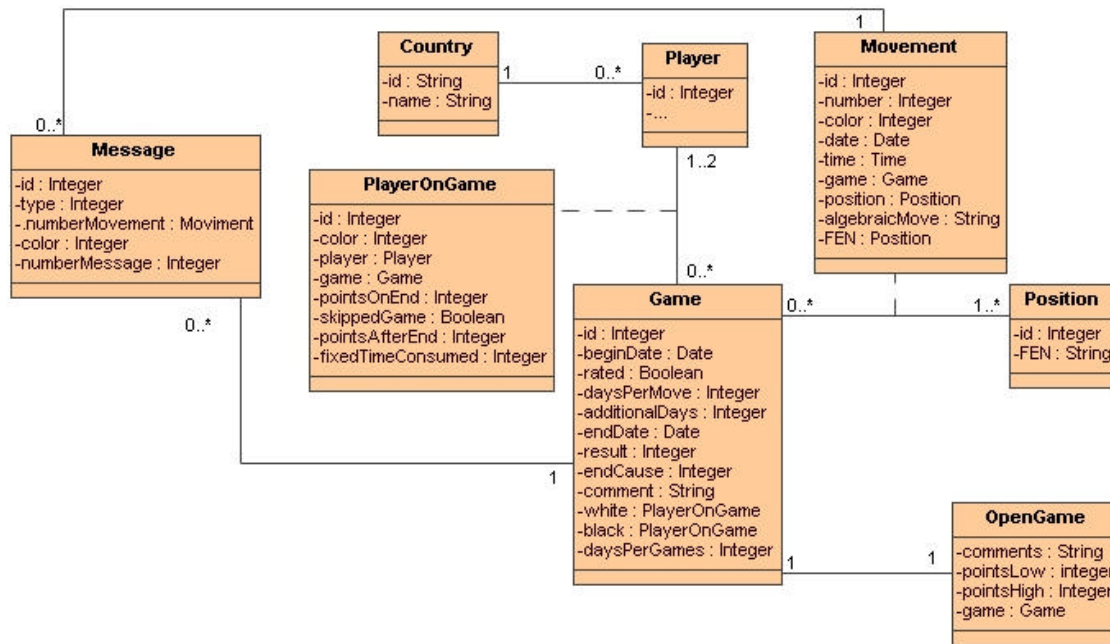 1
0..*
Country
-id : String
-name : String
1
0..*
Player
-id : Integer
-...
1..2
Movement
-id : Integer
-number : Integer
-color : Integer
-date : Date
-time : Time
-game : Game
-position : Position
-algebraicMove : String
-FEN : Position
Message
-id : Integer
-type : Integer
-.numberMovement : Moviment
-color : Integer
-numberMessage : Integer
0..*
PlayerOnGame
-id : Integer
-color : Integer
-player : Player
-game : Game
-pointsOnEnd : Integer
-skippedGame : Boolean
-pointsAfterEnd : Integer
-fixedTimeConsumed : Integer
0..*
Game
-id : Integer
-beginDate : Date
-rated : Boolean
-daysPerMove : Integer
-additionalDays : Integer
-endDate : Date
-result : Integer
-endCause : Integer
-comment : String
-white : PlayerOnGame
-black : PlayerOnGame
-daysPerGames : Integer
0..*
1..*
Position
-id : Integer
-FEN : String
1
1
1
OpenGame
-comments : String
-pointsLow : integer
-pointsHigh : Integer
-game : Game